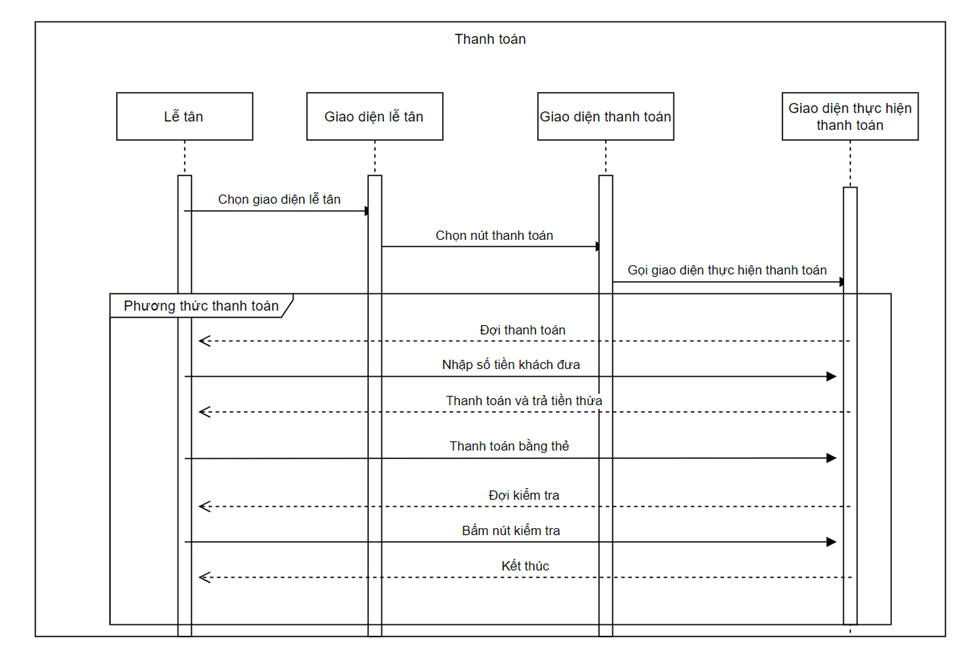 Thanh toán
Lễ tân
Giao diện lễ tân
Giao diện thanh toán
Giao diện thực hiện
thanh toán
Chọn giao diện lễ tân
Chọn nút thanh toán
Gọi giao diện thực hiện thanh toán
Phương thức thanh toán
Đợi thanh toán
Nhập số tiền khách đưa
Thanh toán và trả tiền thừa
Thanh toán bằng thẻ
Đợi kiểm tra
Bấm nút kiểm tra
Kết thúc